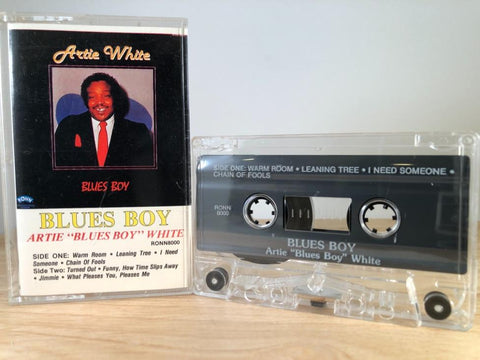 Artie White
BLUES BOY
RONN
BLUES BOY
ARTIE "BLUES BOY" WHITE
RONN8000
SIDE ONE: Warm Room • Leaning Tree • I Need
Someone • Chain Of Fools
Side Two: Turned Out • Funny, How Time Slips Away
• Jimmie • What Pleases You, Pleases Me
SIDE ONE: WARM ROOM • LEANING TREE • I NEED SOMEONE •
CHAIN OF FOOLS
RONN
8000
BLUES BOY
Artie "Blues Boy" White